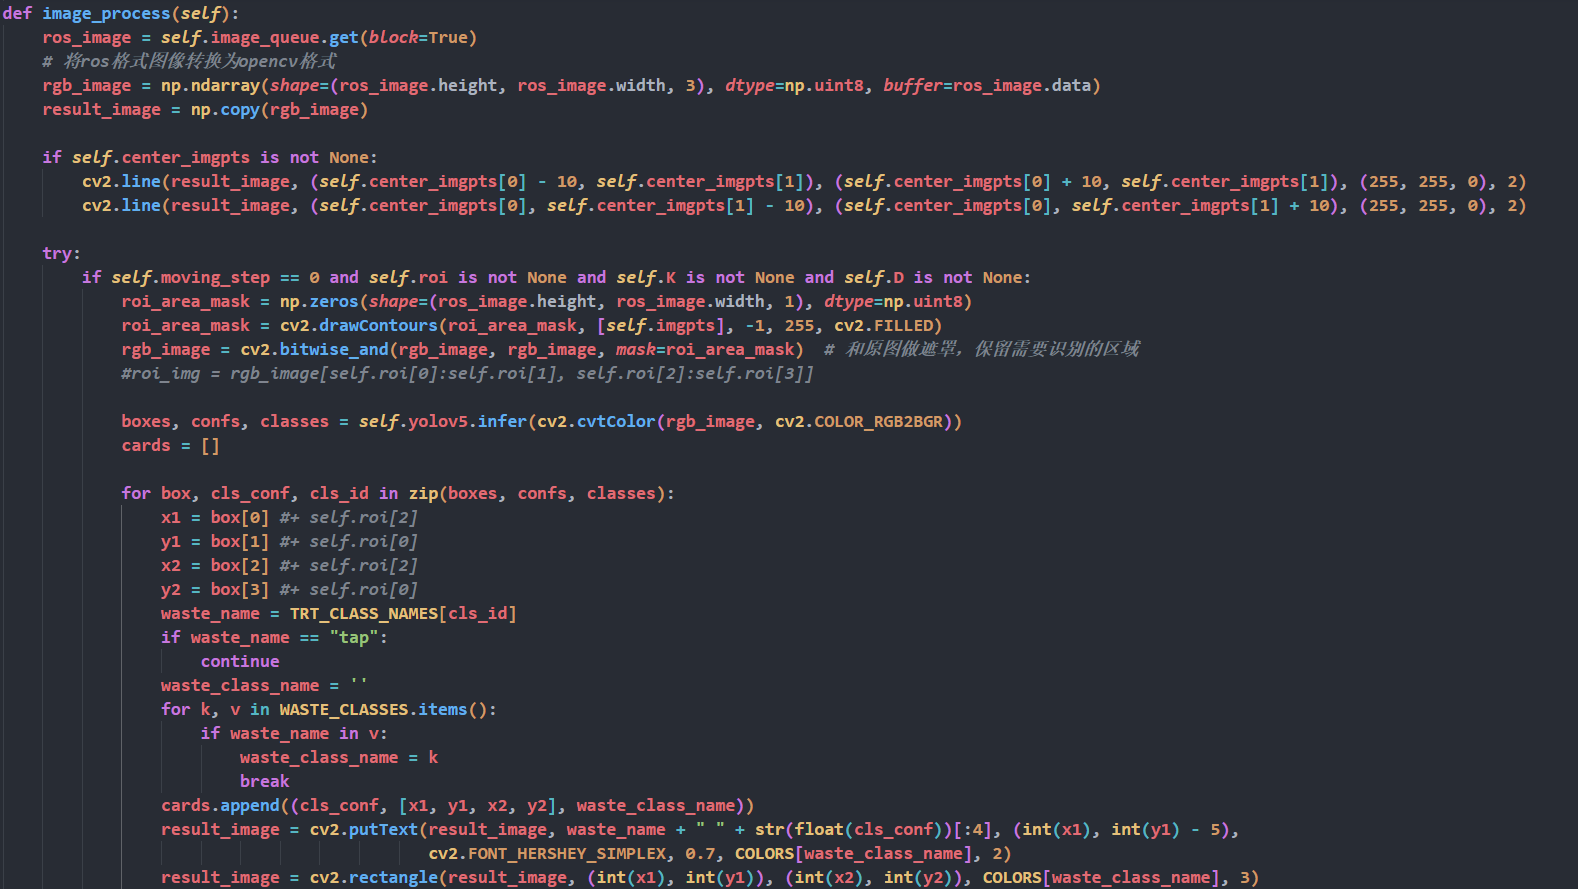 def image_process(self):
    ros_image = self.image_queue.get(block=True)
    # 将ros格式图像转换为opencv格式
    rgb_image = np.ndarray(shape=(ros_image.height, ros_image.width, 3), dtype=np.uint8, buffer=ros_image.data)
    result_image = np.copy(rgb_image)

    if self.center_imgpts is not None:
        cv2.line(result_image, (self.center_imgpts[0] - 10, self.center_imgpts[1]), (self.center_imgpts[0] + 10, self.center_imgpts[1]), (255, 255, 0), 2)
        cv2.line(result_image, (self.center_imgpts[0], self.center_imgpts[1] - 10), (self.center_imgpts[0], self.center_imgpts[1] + 10), (255, 255, 0), 2)

    try:
        if self.moving_step == 0 and self.roi is not None and self.K is not None and self.D is not None:
            roi_area_mask = np.zeros(shape=(ros_image.height, ros_image.width, 1), dtype=np.uint8)
            roi_area_mask = cv2.drawContours(roi_area_mask, [self.imgpts], -1, 255, cv2.FILLED)
            rgb_image = cv2.bitwise_and(rgb_image, rgb_image, mask=roi_area_mask)  # 和原图做遮罩，保留需要识别的区域
            #roi_img = rgb_image[self.roi[0]:self.roi[1], self.roi[2]:self.roi[3]]

            boxes, confs, classes = self.yolov5.infer(cv2.cvtColor(rgb_image, cv2.COLOR_RGB2BGR))
            cards = []

            for box, cls_conf, cls_id in zip(boxes, confs, classes):
                x1 = box[0] #+ self.roi[2]
                y1 = box[1] #+ self.roi[0]
                x2 = box[2] #+ self.roi[2]
                y2 = box[3] #+ self.roi[0]
                waste_name = TRT_CLASS_NAMES[cls_id]
                if waste_name == "tap":
                    continue
                waste_class_name = ''
                for k, v in WASTE_CLASSES.items():
                    if waste_name in v:
                        waste_class_name = k
                        break
                cards.append((cls_conf, [x1, y1, x2, y2], waste_class_name))
                result_image = cv2.putText(result_image, waste_name + " " + str(float(cls_conf))[:4], (int(x1), int(y1) - 5),
                                           cv2.FONT_HERSHEY_SIMPLEX, 0.7, COLORS[waste_class_name], 2)
                result_image = cv2.rectangle(result_image, (int(x1), int(y1)), (int(x2), int(y2)), COLORS[waste_class_name], 3)